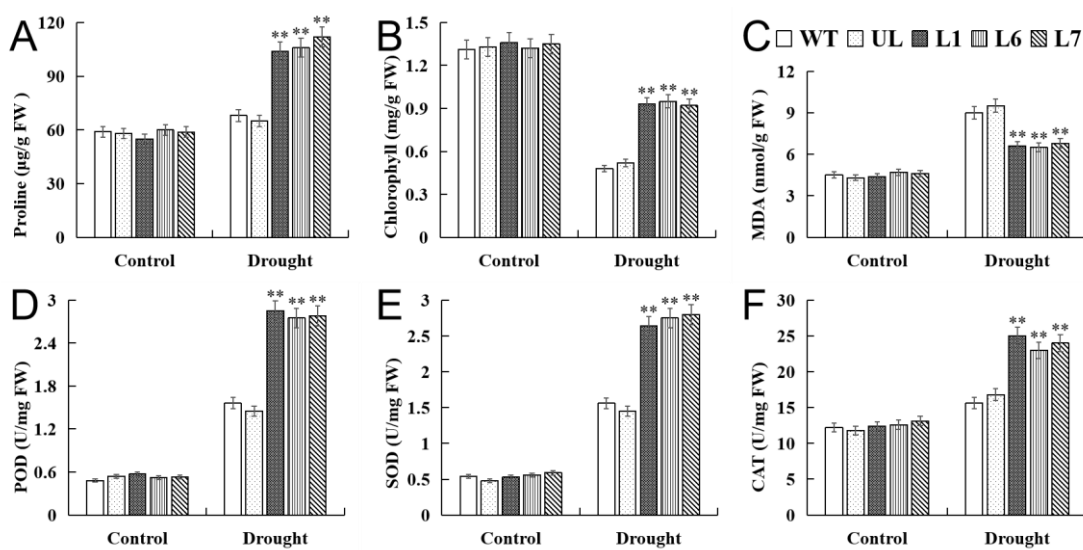 A
Proline (μg/g FW)
120
90
60
30
0
** ** **
Control Drought
B
Chlorophyll (mg/g FW)
1.5
1.2
0.9
0.6
0.3
0
** ** **
Control Drought
C
WT UL L1 L6 L7
MDA (nmol/g FW)
12
9
6
3
0
** ** **
Control Drought
D
POD (U/mg FW)
3
2.4
1.8
1.2
0.6
0
** ** **
Control Drought
E
SOD (U/mg FW)
3
2.5
2
1.5
1
0.5
0
** ** **
Control Drought
F
CAT (U/mg FW)
30
25
20
15
10
5
0
** ** **
Control Drought